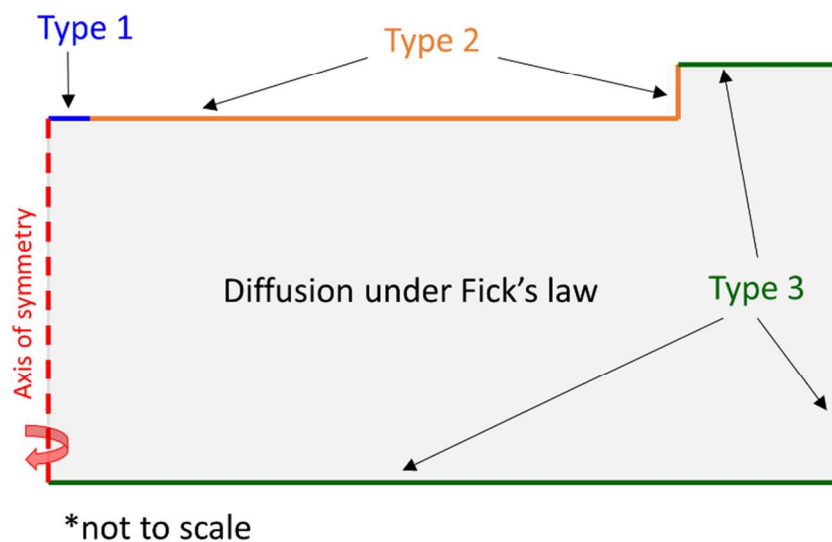 Type 1
Type 2
Axis of symmetry
Diffusion under Fick's law
Type 3
*not to scale